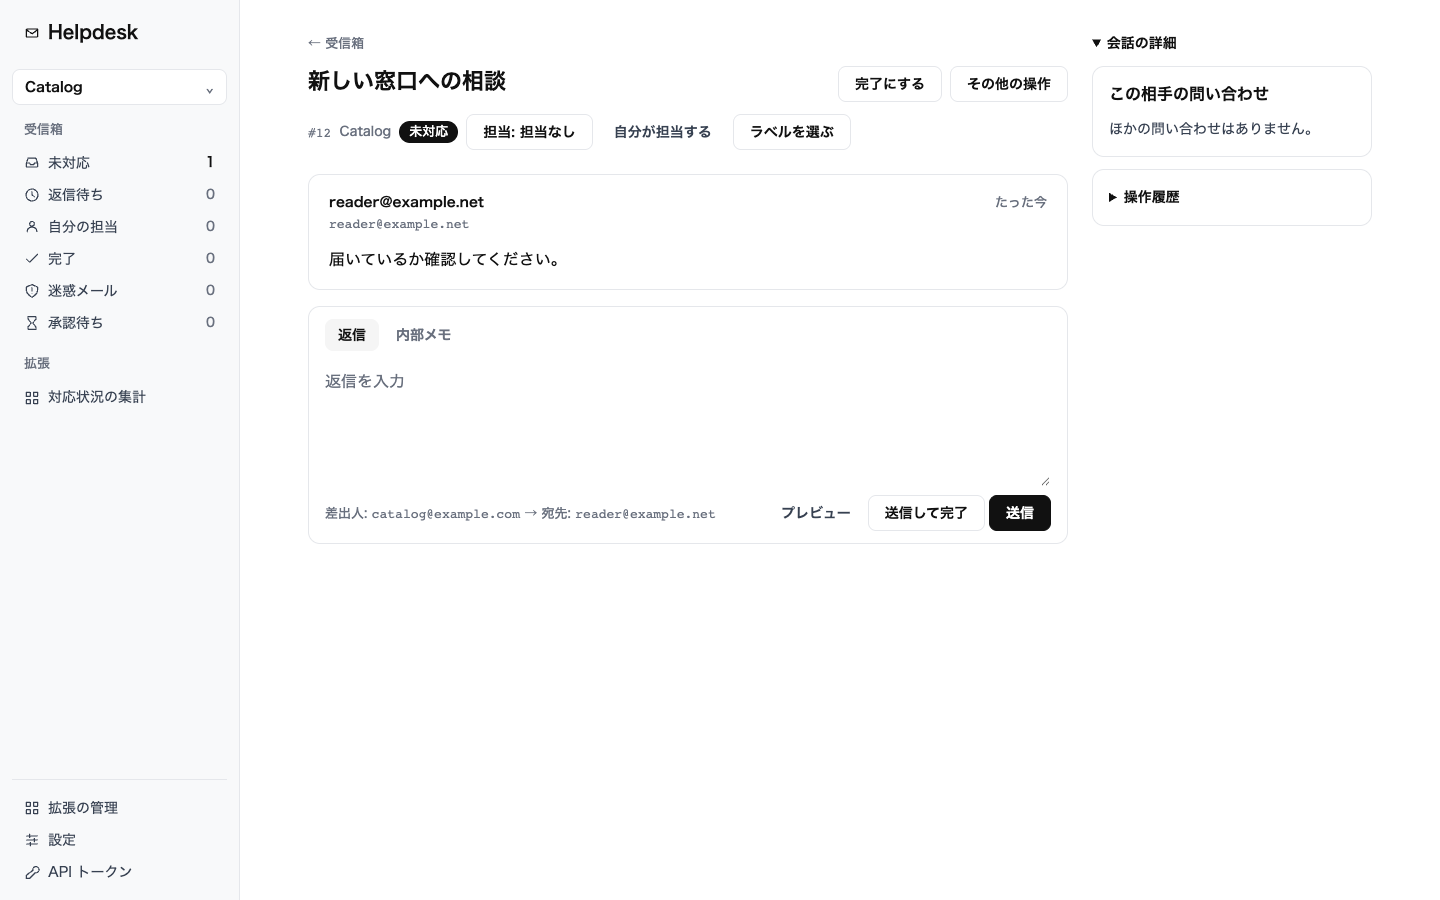 Helpdesk
Catalog
受信箱
未対応 1
返信待ち 0
自分の担当 0
完了 0
迷惑メール 0
承認待ち 0
拡張
対応状況の集計
拡張の管理
設定
API トークン
← 受信箱
新しい窓口への相談
完了にする
その他の操作
#12 Catalog 未対応 担当: 担当なし 自分が担当する ラベルを選ぶ
reader@example.net たった今
reader@example.net
届いているか確認してください。
返信 内部メモ
返信を入力
差出人: catalog@example.com → 宛先: reader@example.net プレビュー 送信して完了 送信
▼ 会話の詳細
この相手の問い合わせ
ほかの問い合わせはありません。
▶ 操作履歴